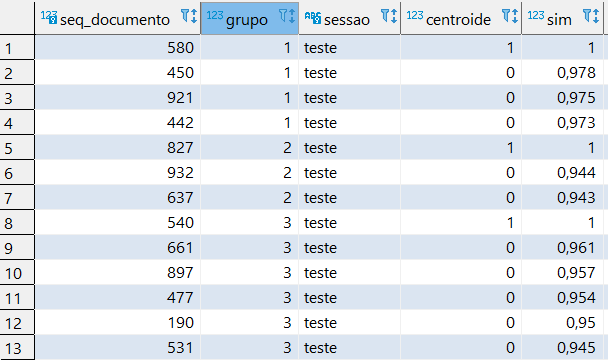 123 seq_documento 123 grupo ABC sessao 123 centroide 123 sim
1 580 1 teste 1 1
2 450 1 teste 0 0,978
3 921 1 teste 0 0,975
4 442 1 teste 0 0,973
5 827 2 teste 1 1
6 932 2 teste 0 0,944
7 637 2 teste 0 0,943
8 540 3 teste 1 1
9 661 3 teste 0 0,961
10 897 3 teste 0 0,957
11 477 3 teste 0 0,954
12 190 3 teste 0 0,95
13 531 3 teste 0 0,945